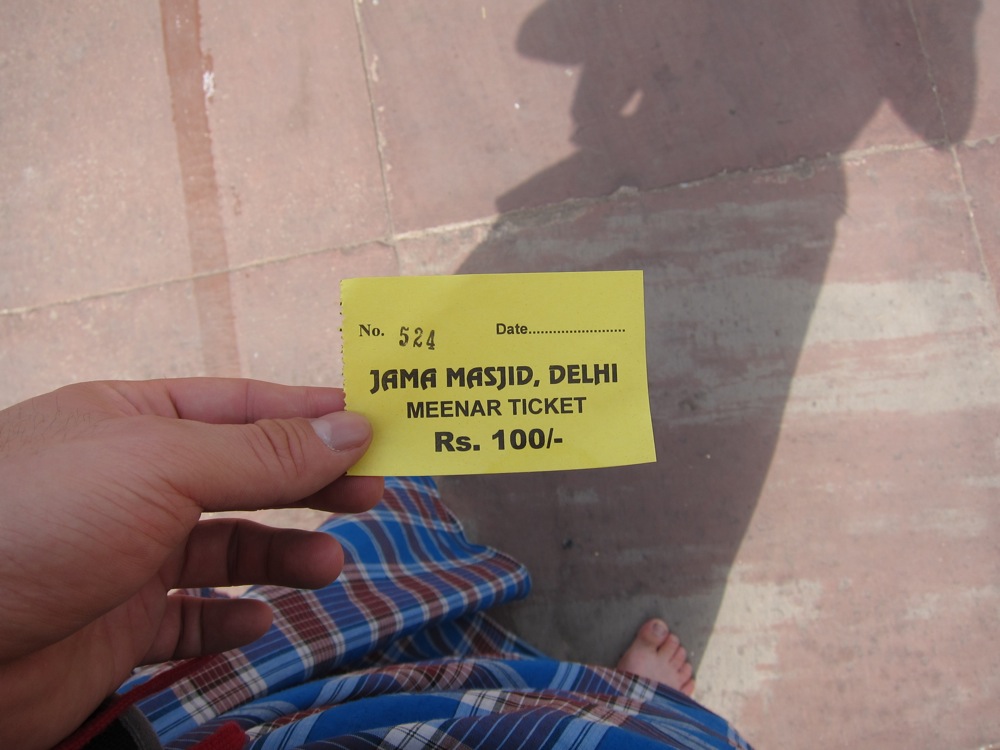 No. 524 Date........................
JAMA MASJID, DELHI
MEENAR TICKET
Rs. 100/-